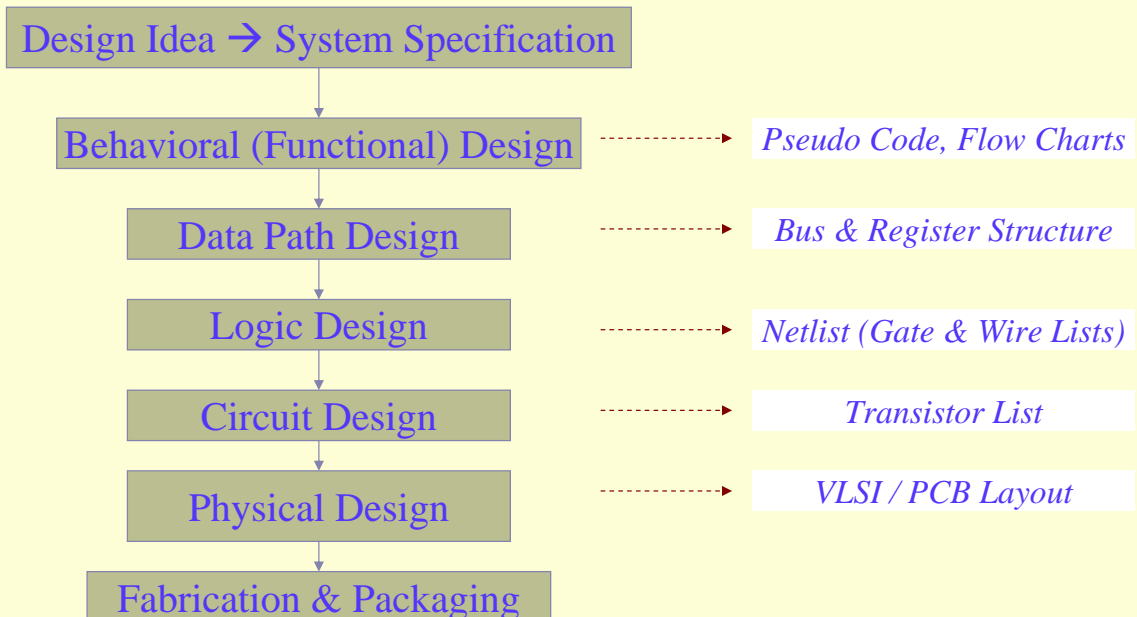 Design Idea → System Specification
Behavioral (Functional) Design
Pseudo Code, Flow Charts
Data Path Design
Bus & Register Structure
Logic Design
Netlist (Gate & Wire Lists)
Circuit Design
Transistor List
Physical Design
VLSI / PCB Layout
Fabrication & Packaging